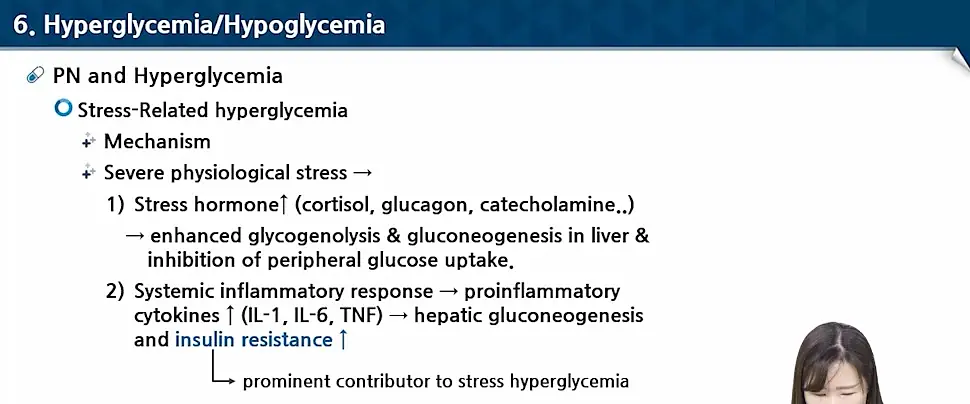 6. Hyperglycemia/Hypoglycemia
PN and Hyperglycemia
Stress-Related hyperglycemia
Mechanism
Severe physiological stress →
1) Stress hormone↑ (cortisol, glucagon, catecholamine..)
→ enhanced glycogenolysis & gluconeogenesis in liver &
inhibition of peripheral glucose uptake.
2) Systemic inflammatory response → proinflammatory
cytokines ↑ (IL-1, IL-6, TNF) → hepatic gluconeogenesis
and insulin resistance ↑
prominent contributor to stress hyperglycemia